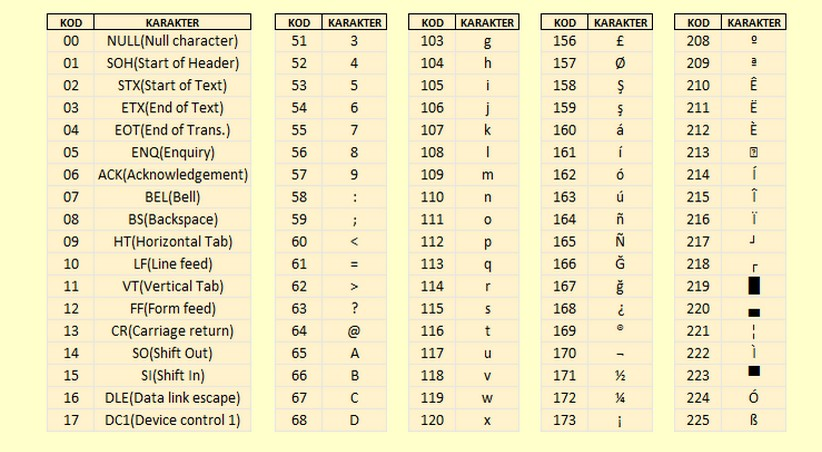 KOD KARAKTER KOD KARAKTER KOD KARAKTER KOD KARAKTER KOD KARAKTER
00 NULL(Null character) 51 3 103 g 156 £ 208 º
01 SOH(Start of Header) 52 4 104 h 157 Ø 209 ª
02 STX(Start of Text) 53 5 105 i 158 Ş 210 Ê
03 ETX(End of Text) 54 6 106 j 159 ş 211 Ë
04 EOT(End of Trans.) 55 7 107 k 160 á 212 È
05 ENQ(Enquiry) 56 8 108 l 161 í 213
06 ACK(Acknowledgement) 57 9 109 m 162 ó 214 Í
07 BEL(Bell) 58 : 110 n 163 ú 215 Î
08 BS(Backspace) 59 ; 111 o 164 ñ 216 Ï
09 HT(Horizontal Tab) 60 < 112 p 165 Ñ 217 ┘
10 LF(Line feed) 61 = 113 q 166 Ğ 218 ┌
11 VT(Vertical Tab) 62 > 114 r 167 ğ 219 █
12 FF(Form feed) 63 ? 115 s 168 ¿ 220 ▄
13 CR(Carriage return) 64 @ 116 t 169 ® 221 ¦
14 SO(Shift Out) 65 A 117 u 170 ¬ 222 Ì
15 SI(Shift In) 66 B 118 v 171 ½ 223 ▀
16 DLE(Data link escape) 67 C 119 w 172 ¼ 224 Ó
17 DC1(Device control 1) 68 D 120 x 173 ¡ 225 ß